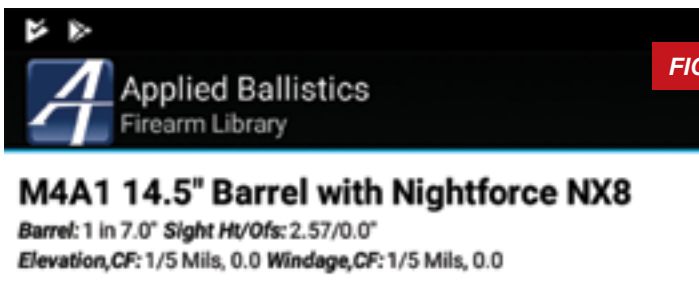 FIG
Applied Ballistics
Firearm Library
M4A1 14.5" Barrel with Nightforce NX8
Barrel: 1 in 7.0" Sight Ht/Ofs: 2.57/0.0"
Elevation,CF: 1/5 Mils, 0.0 Windage,CF: 1/5 Mils, 0.0